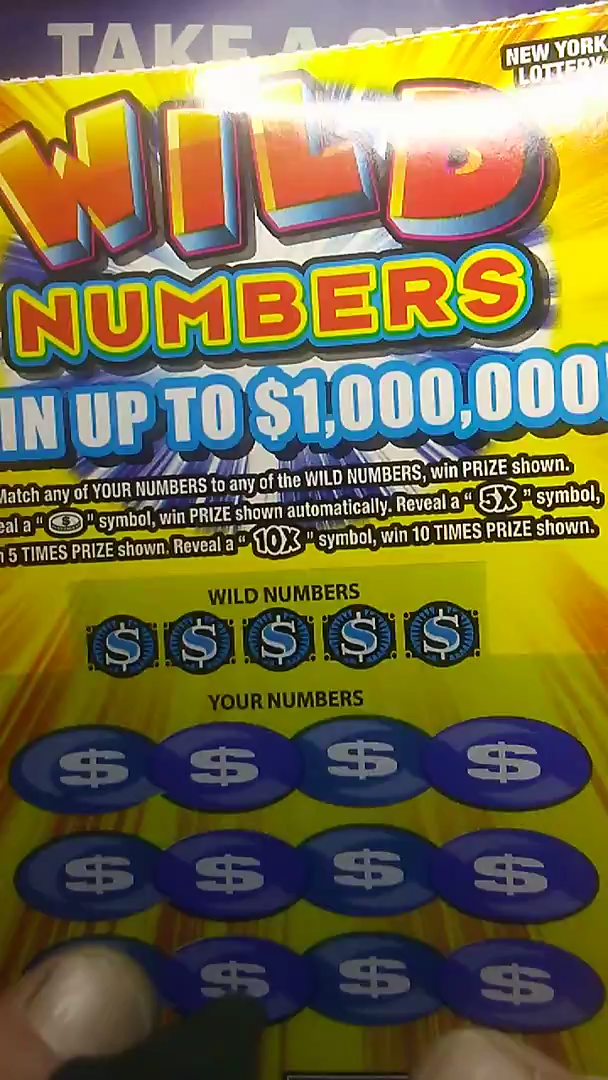 TAKE A
NEW YORK
LOTTERY
WILD
NUMBERS
IN UP TO $1,000,000!
Match any of YOUR NUMBERS to any of the WILD NUMBERS, win PRIZE shown.
eal a " $ " symbol, win PRIZE shown automatically. Reveal a " 5X " symbol,
n 5 TIMES PRIZE shown. Reveal a " 10X " symbol, win 10 TIMES PRIZE shown.
WILD NUMBERS
$ $ $ $ $
YOUR NUMBERS
$ $ $ $
$ $ $ $
$ $ $